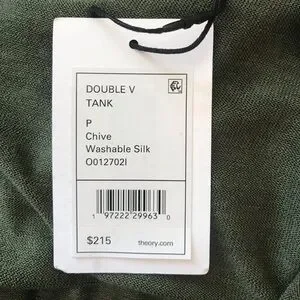 DOUBLE V
TANK
P
Chive
Washable Silk
O012702I
1 97222 29963 0
$215
theory.com